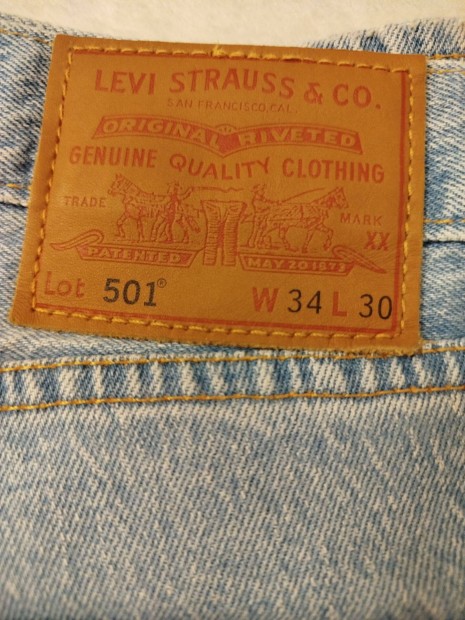 LEVI STRAUSS & CO.
SAN FRANCISCO, CAL.
ORIGINAL RIVETED
GENUINE QUALITY CLOTHING
TRADE MARK
XX
PATENTED MAY 20 1873
Lot 501® W 34 L 30